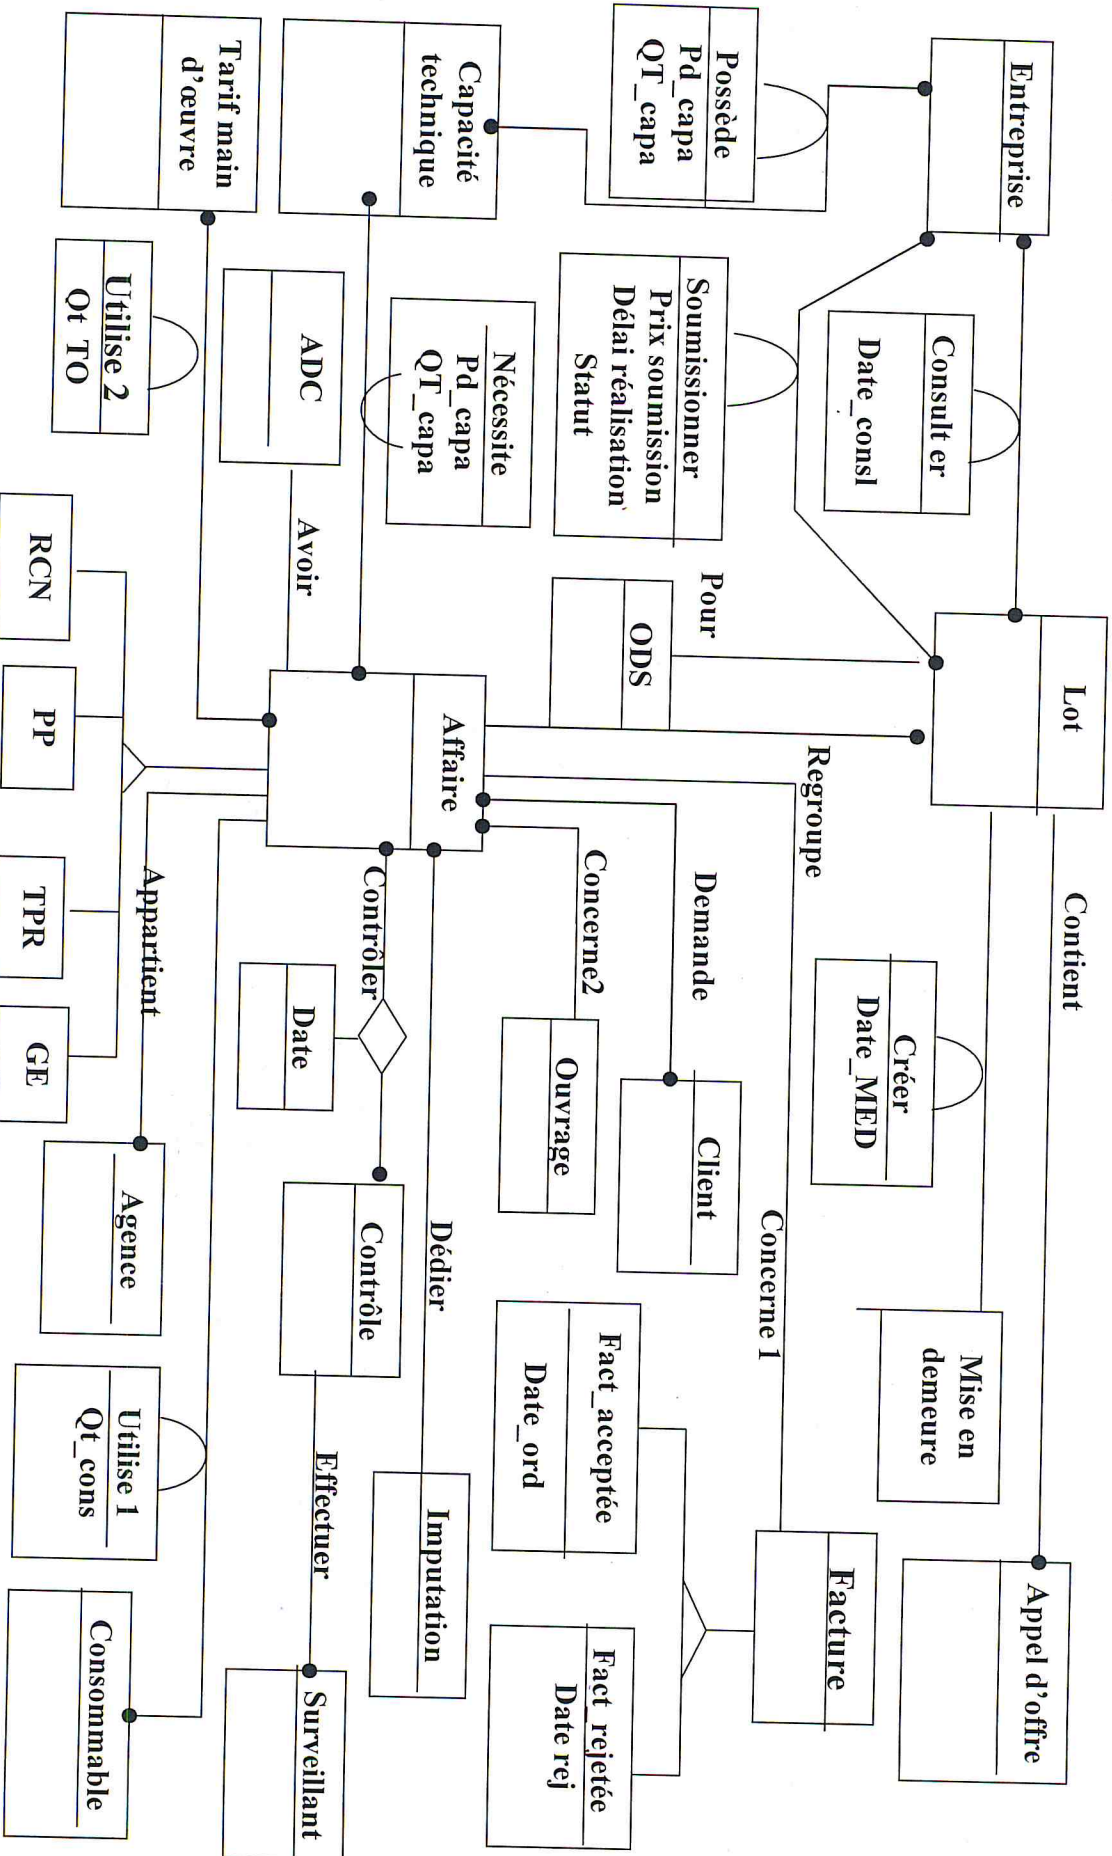 Entreprise
Lot
Contient
Appel d'offre
Consult er
Date_consl
Créer
Date_MED
Mise en
demeure
Possède
Pd_capa
QT_capa
Soumissionner
Prix soumission
Délai réalisation
Statut
Pour
ODS
Regroupe
Demande
Client
Concerne 1
Facture
Concerne2
Ouvrage
Fact_acceptée
Date_ord
Fact_rejetée
Date rej
Capacité
technique
Nécessite
Pd_capa
QT_capa
Affaire
Dédier
Imputation
Contrôler
Date
Contrôle
Effectuer
Surveillant
ADC
Avoir
Tarif main
d'œuvre
Utilise 2
Qt TO
Appartient
Agence
Utilise 1
Qt_cons
Consommable
RCN
PP
TPR
GE